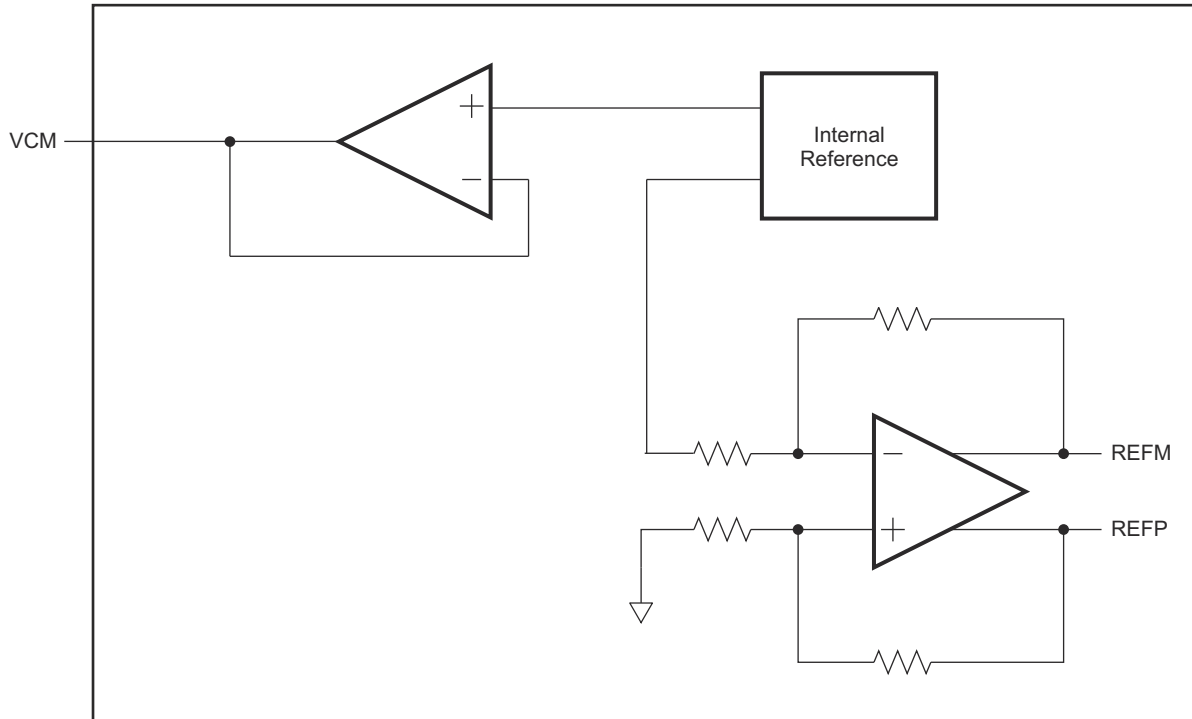 VCM
+
−
Internal
Reference
−
REFM
+
REFP